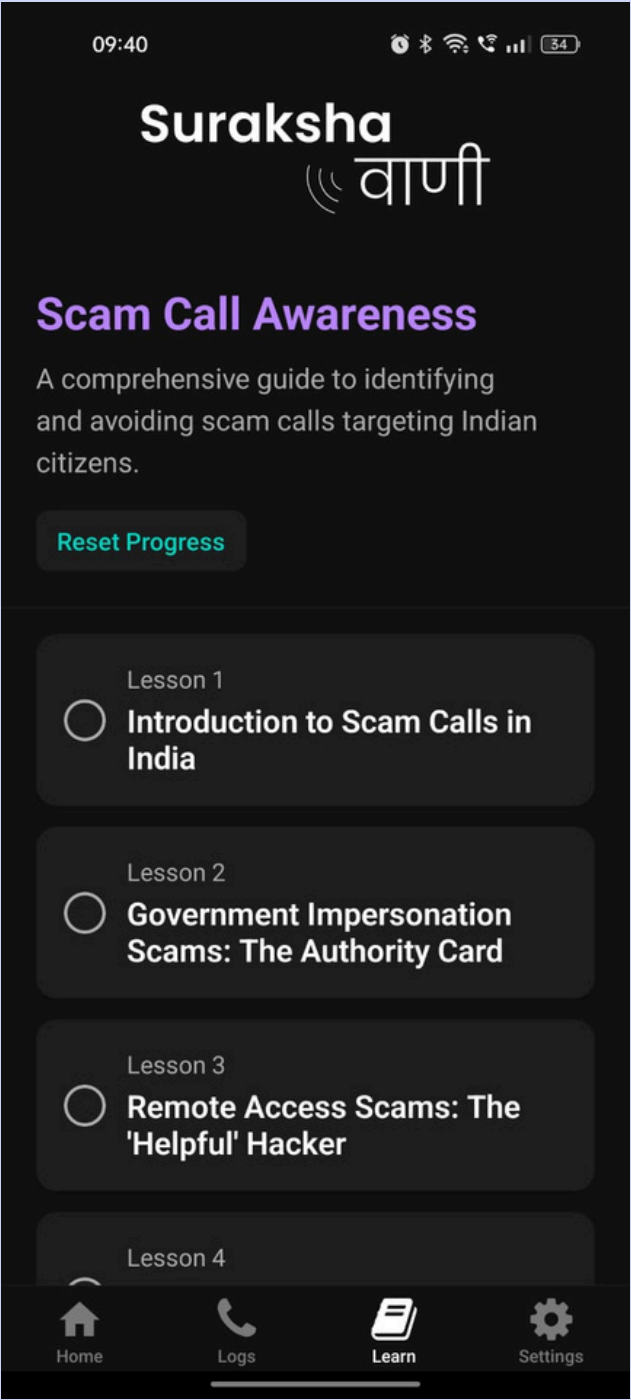 09:40
34
Suraksha
वाणी
Scam Call Awareness
A comprehensive guide to identifying
and avoiding scam calls targeting Indian
citizens.
Reset Progress
Lesson 1
Introduction to Scam Calls in
India
Lesson 2
Government Impersonation
Scams: The Authority Card
Lesson 3
Remote Access Scams: The
'Helpful' Hacker
Lesson 4
Home
Logs
Learn
Settings